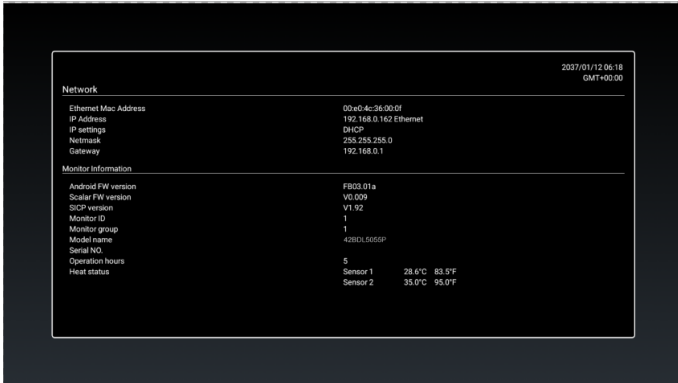 2037/01/12 06:18
GMT+00:00
Network
Ethernet Mac Address 00:e0:4c:36:00:0f
IP Address 192.168.0.162 Ethernet
IP settings DHCP
Netmask 255.255.255.0
Gateway 192.168.0.1
Monitor Information
Android FW version FB03.01a
Scalar FW version V0.009
SICP version V1.92
Monitor ID 1
Monitor group 1
Model name 42BDL5055P
Serial NO.
Operation hours 5
Heat status Sensor 1 28.6°C 83.5°F
Sensor 2 35.0°C 95.0°F